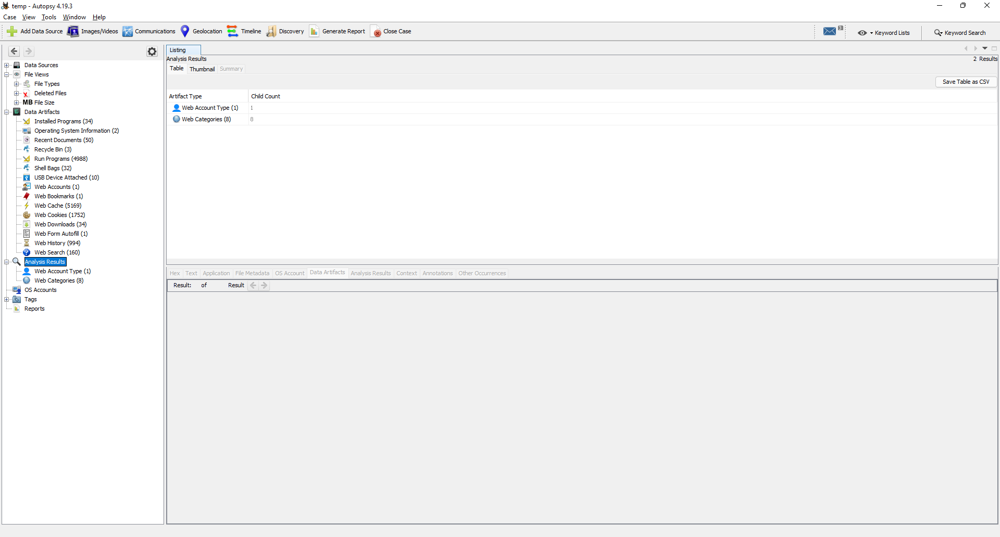 temp - Autopsy 4.19.3
Case View Tools Window Help
Add Data Source Images/Videos Communications Geolocation Timeline Discovery Generate Report Close Case 3 Keyword Lists Keyword Search
Data Sources
File Views
File Types
Deleted Files
MB File Size
Data Artifacts
Installed Programs (34)
Operating System Information (2)
Recent Documents (50)
Recycle Bin (3)
Run Programs (4988)
Shell Bags (32)
USB Device Attached (10)
Web Accounts (1)
Web Bookmarks (1)
Web Cache (5169)
Web Cookies (1752)
Web Downloads (34)
Web Form Autofill (1)
Web History (994)
Web Search (160)
Analysis Results
Web Account Type (1)
Web Categories (8)
OS Accounts
Tags
Reports
Listing
Analysis Results 2 Results
Table Thumbnail Summary
Save Table as CSV
Artifact Type Child Count
Web Account Type (1) 1
Web Categories (8) 8
Hex Text Application File Metadata OS Account Data Artifacts Analysis Results Context Annotations Other Occurrences
Result: of Result